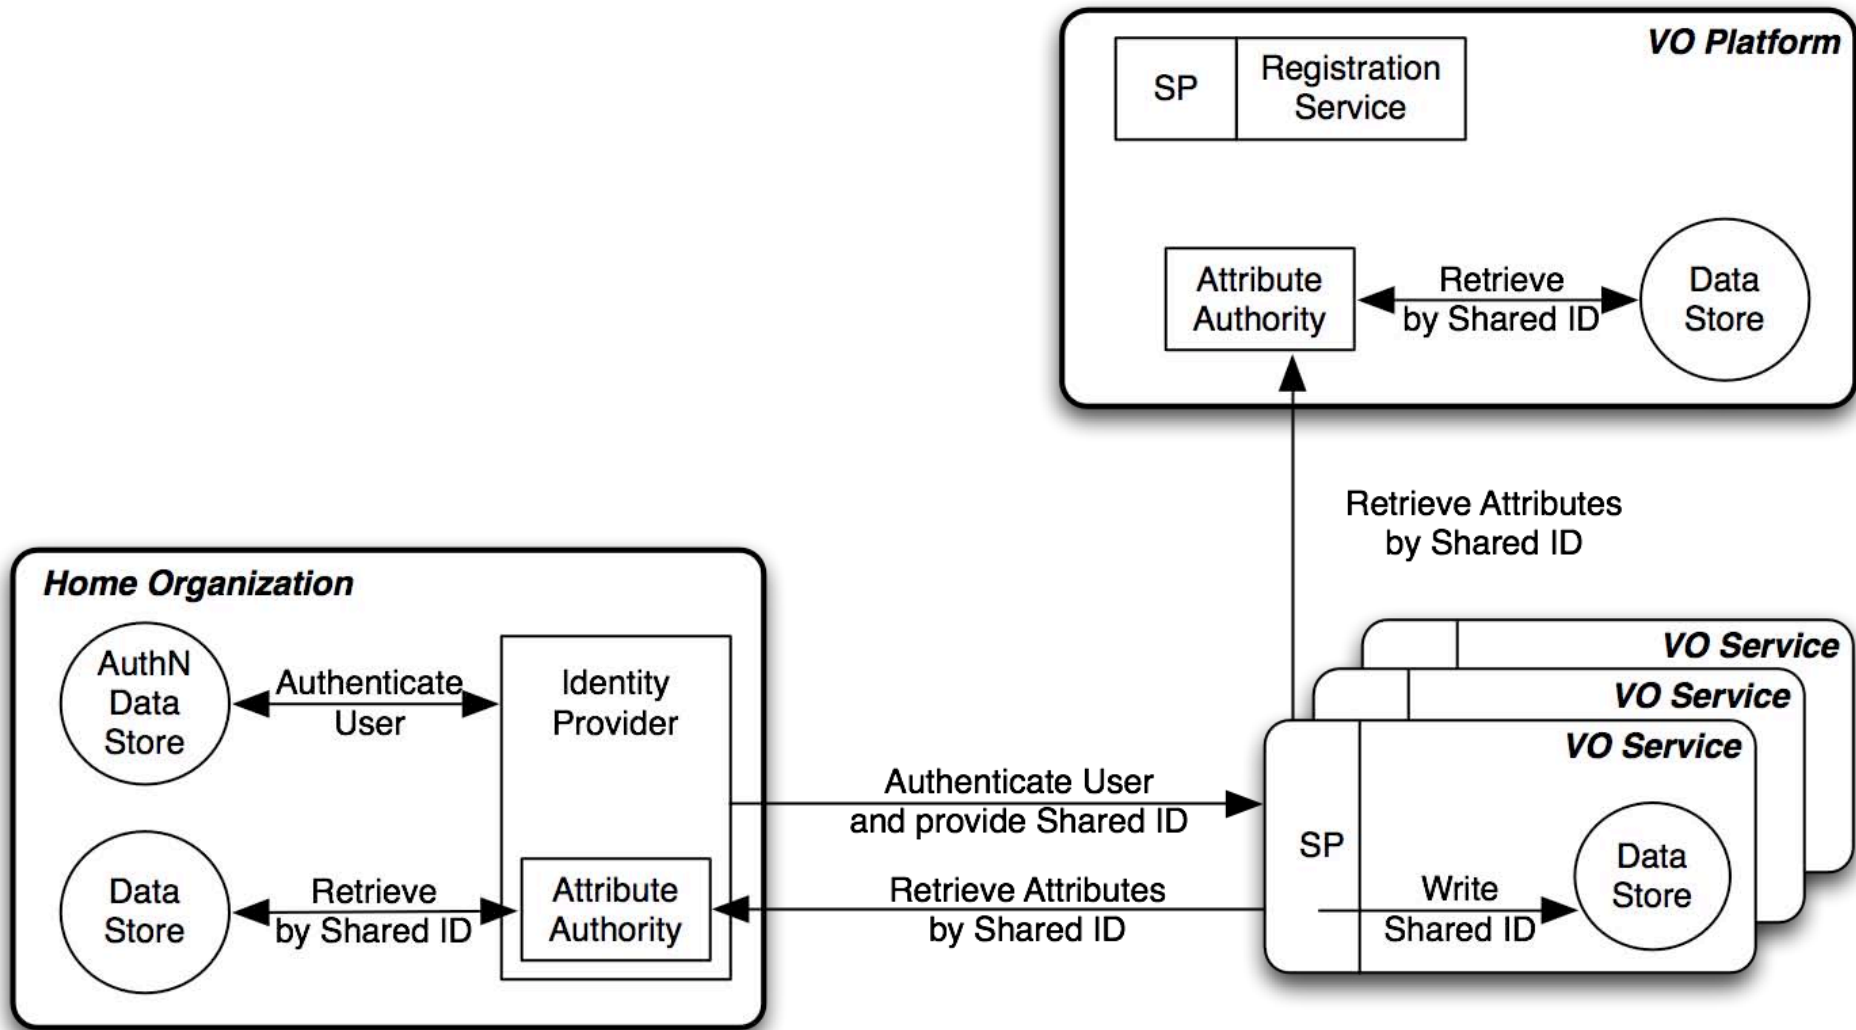 VO Platform
SP
Registration
Service
Attribute
Authority
Retrieve
by Shared ID
Data
Store
Retrieve Attributes
by Shared ID
Home Organization
AuthN
Data
Store
Authenticate
User
Identity
Provider
Data
Store
Retrieve
by Shared ID
Attribute
Authority
Authenticate User
and provide Shared ID
Retrieve Attributes
by Shared ID
VO Service
VO Service
VO Service
SP
Write
Shared ID
Data
Store